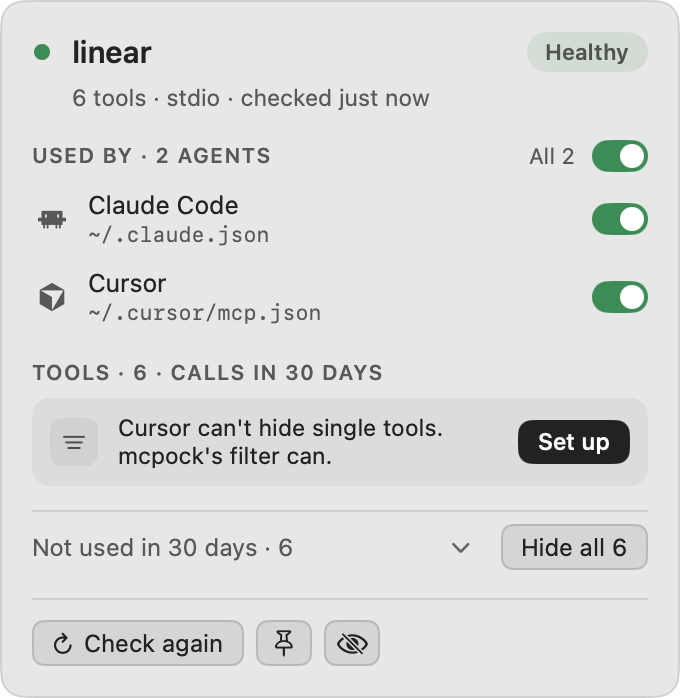 linear
Healthy
6 tools · stdio · checked just now
USED BY · 2 AGENTS
All 2
Claude Code
~/.claude.json
Cursor
~/.cursor/mcp.json
TOOLS · 6 · CALLS IN 30 DAYS
Cursor can't hide single tools.
mcpock's filter can.
Set up
Not used in 30 days · 6
Hide all 6
Check again